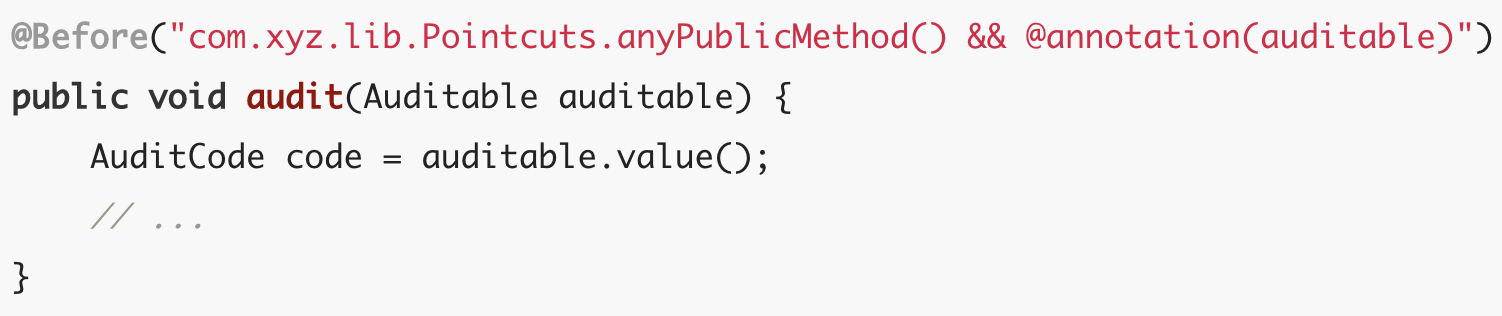 @Before("com.xyz.lib.Pointcuts.anyPublicMethod() && @annotation(auditable)")
public void audit(Auditable auditable) {
    AuditCode code = auditable.value();
    // ...
}